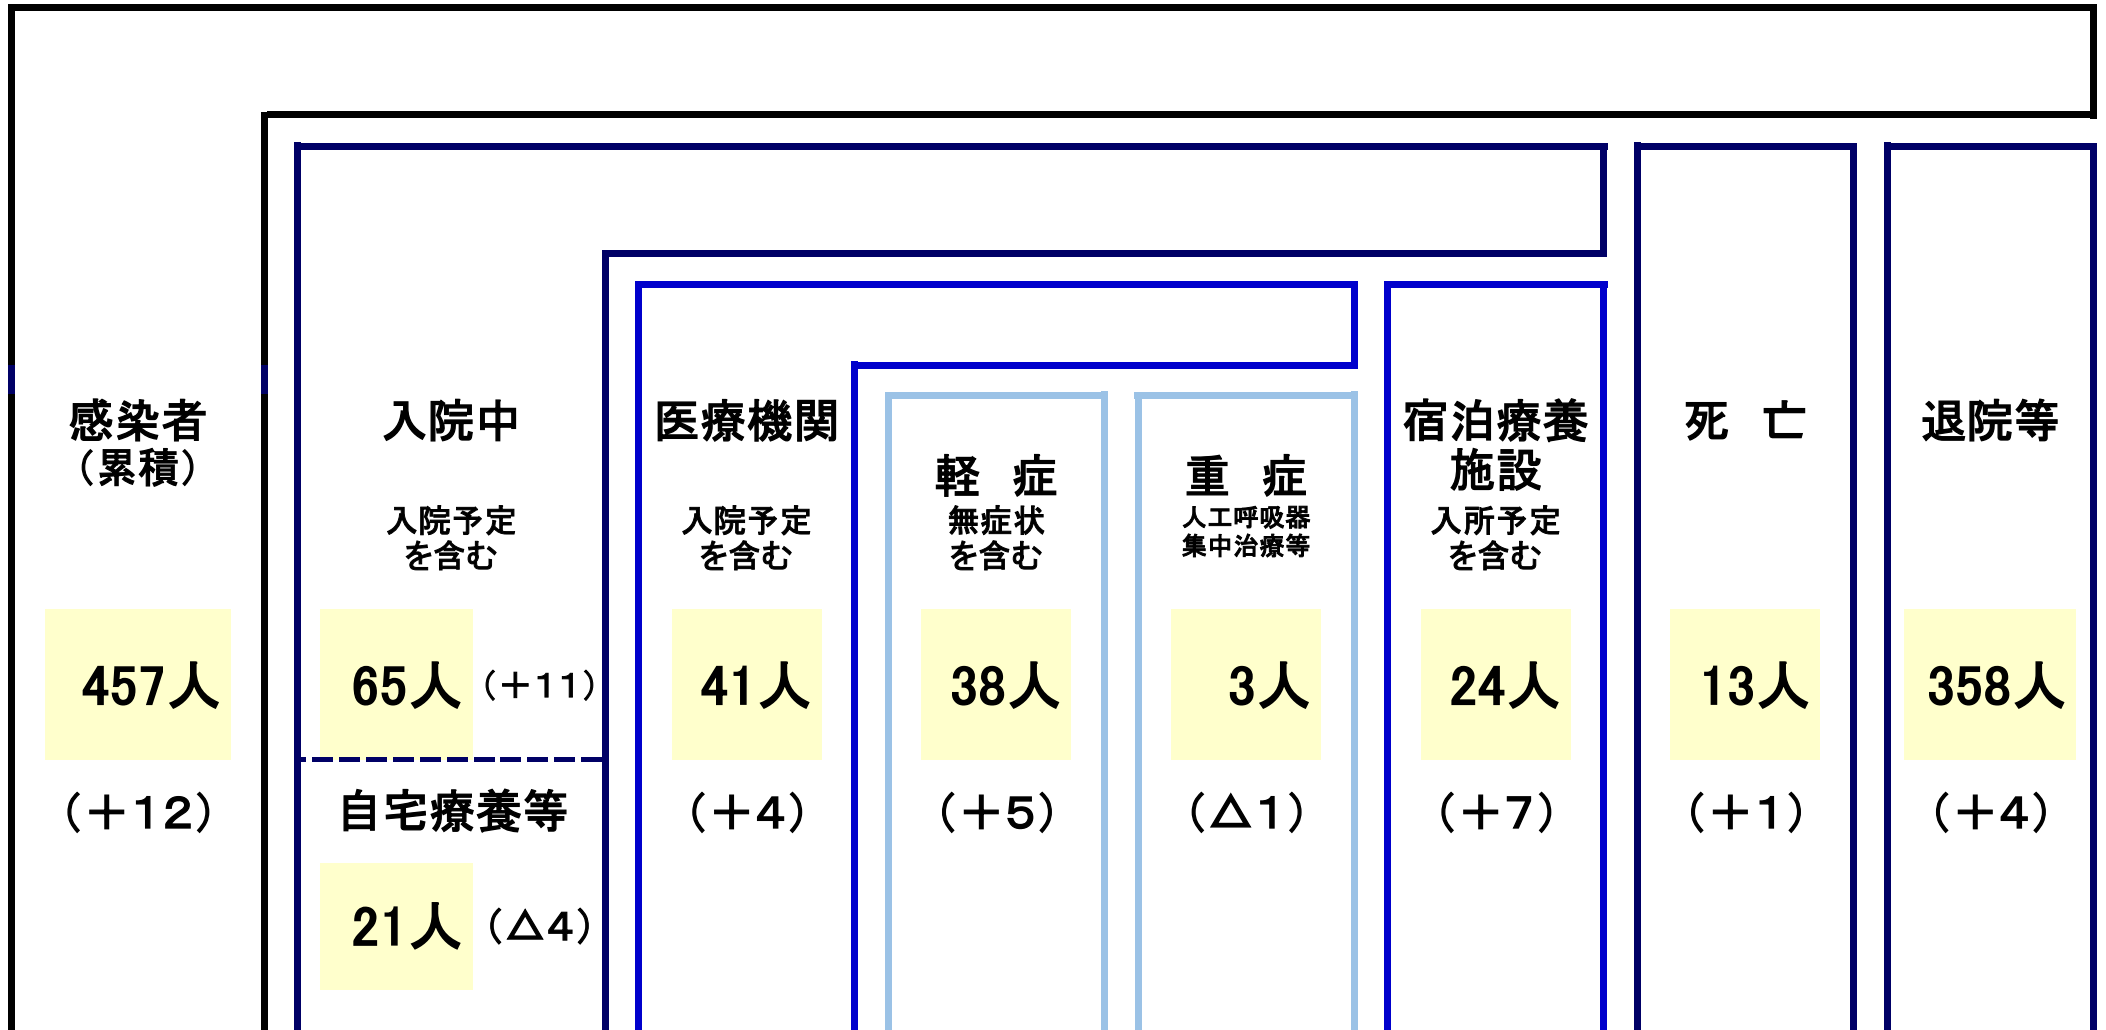 感染者
（累積）
457人
（＋12）
入院中
入院予定
を含む
65人（＋11）
自宅療養等
21人（△4）
医療機関
入院予定
を含む
41人
（＋4）
軽　症
無症状
を含む
38人
（＋5）
重　症
人工呼吸器
集中治療等
3人
（△1）
宿泊療養
施設
入所予定
を含む
24人
（＋7）
死　亡
13人
（＋1）
退院等
358人
（＋4）